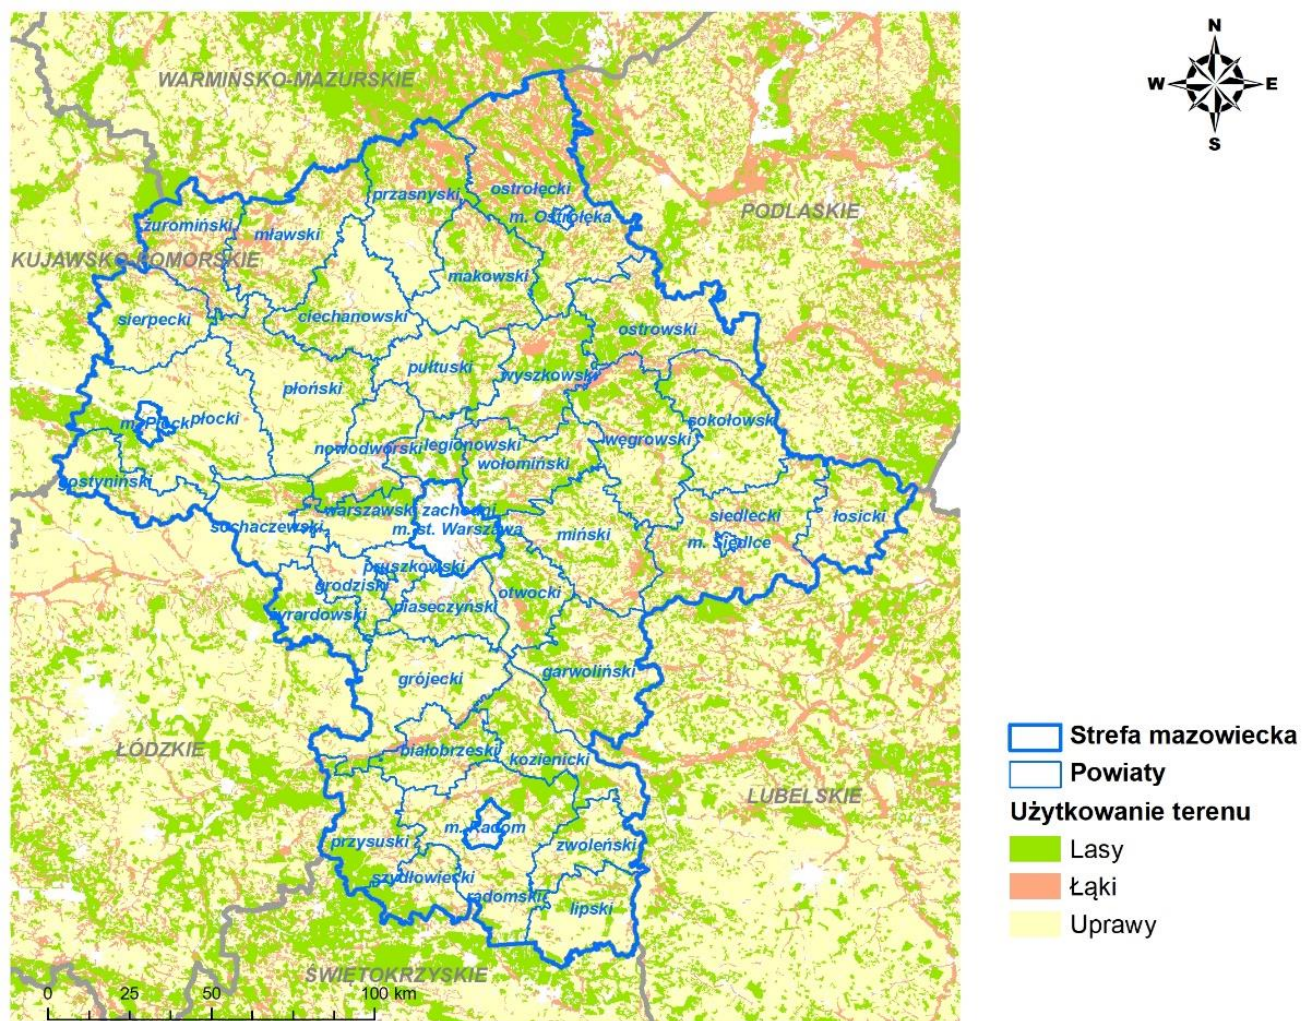 N
W E
S
WARMIŃSKO-MAZURSKIE
PODLASKIE
KUJAWSKO-POMORSKIE
ŁÓDZKIE
LUBELSKIE
ŚWIĘTOKRZYSKIE
przasnyski
ostrołęcki
m. Ostrołęka
żuromiński
mławski
makowski
ciechanowski
sierpecki
ostrowski
pułtuski
wyszkowski
płoński
m. Płock
płocki
sokołowski
nowodworski
legionowski
węgrowski
wołomiński
gostyniński
sochaczewski
warszawski zachodni
m. st. Warszawa
miński
siedlecki
łosicki
m. Siedlce
pruszkowski
grodziski
otwocki
żyrardowski
piaseczyński
grójecki
garwoliński
białobrzeski
kozienicki
m. Radom
przysuski
zwoleński
szydłowiecki
radomski
lipski
0 25 50 100 km
Strefa mazowiecka
Powiaty
Użytkowanie terenu
Lasy
Łąki
Uprawy